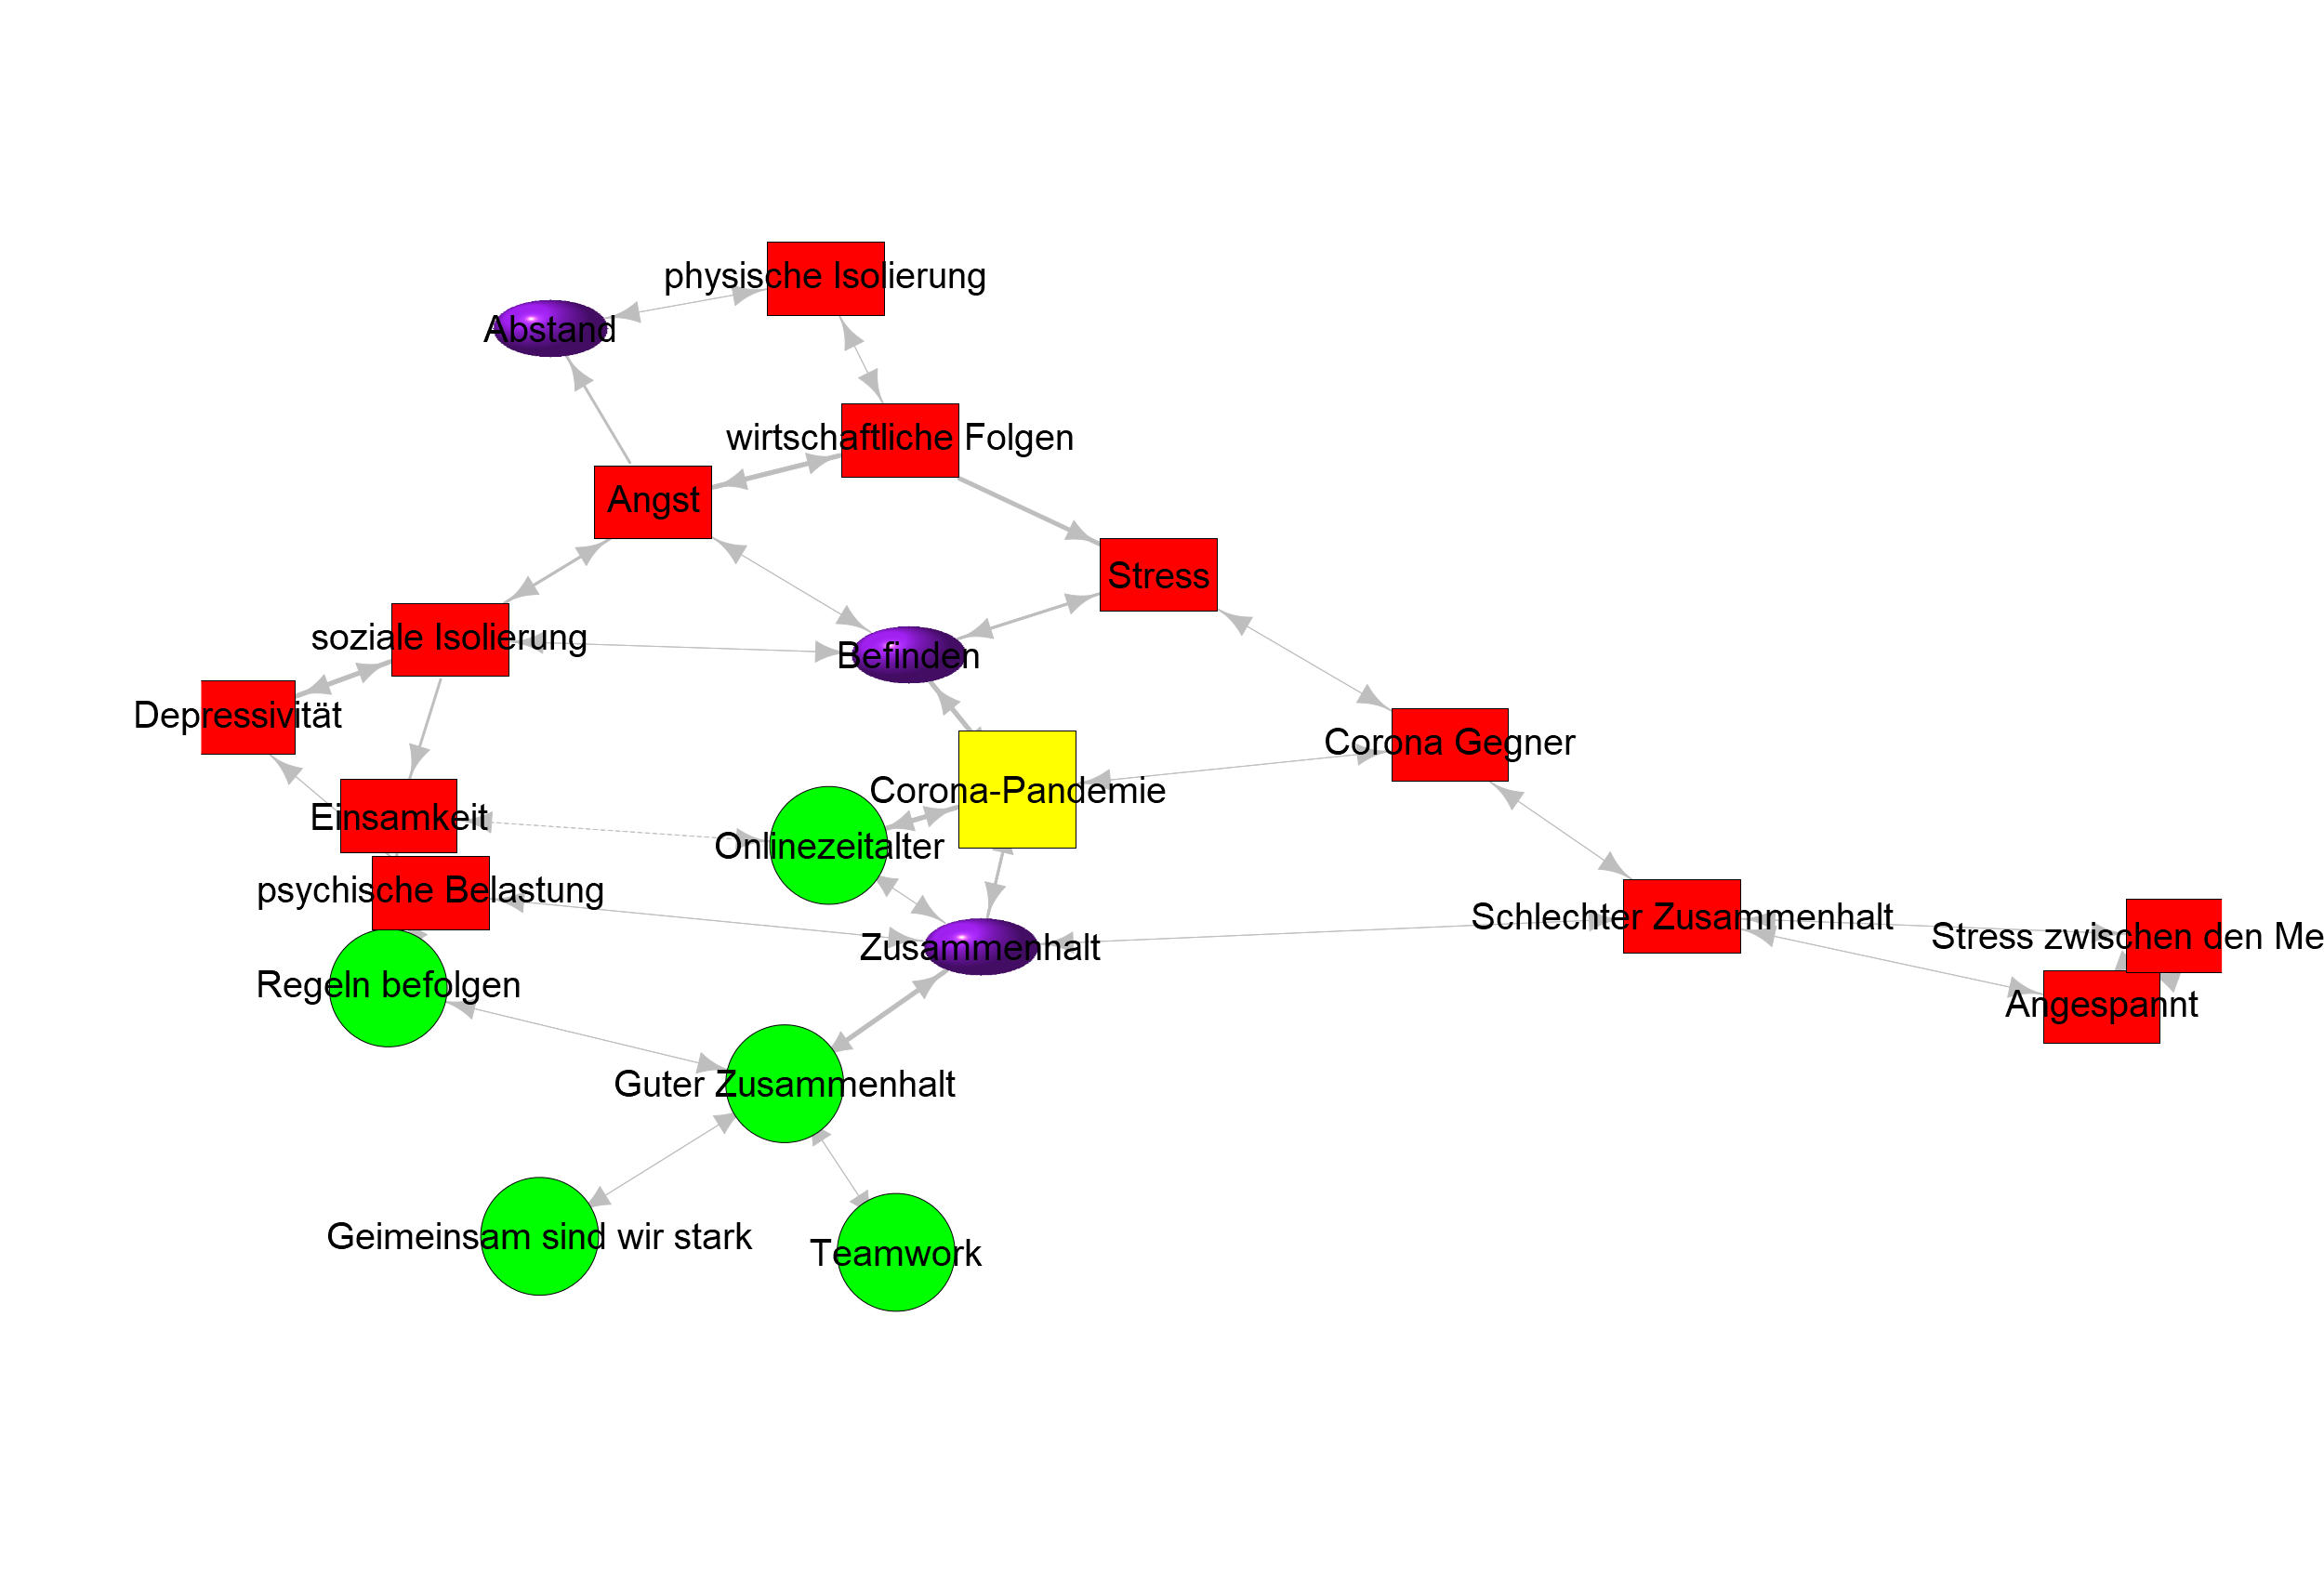 physische Isolierung
Abstand
wirtschaftliche Folgen
Angst
Stress
soziale Isolierung
Befinden
Depressivität
Corona Gegner
Corona-Pandemie
Einsamkeit
Onlinezeitalter
psychische Belastung
Schlechter Zusammenhalt
Stress zwischen den Me
Zusammenhalt
Regeln befolgen
Angespannt
Guter Zusammenhalt
Geimeinsam sind wir stark
Teamwork